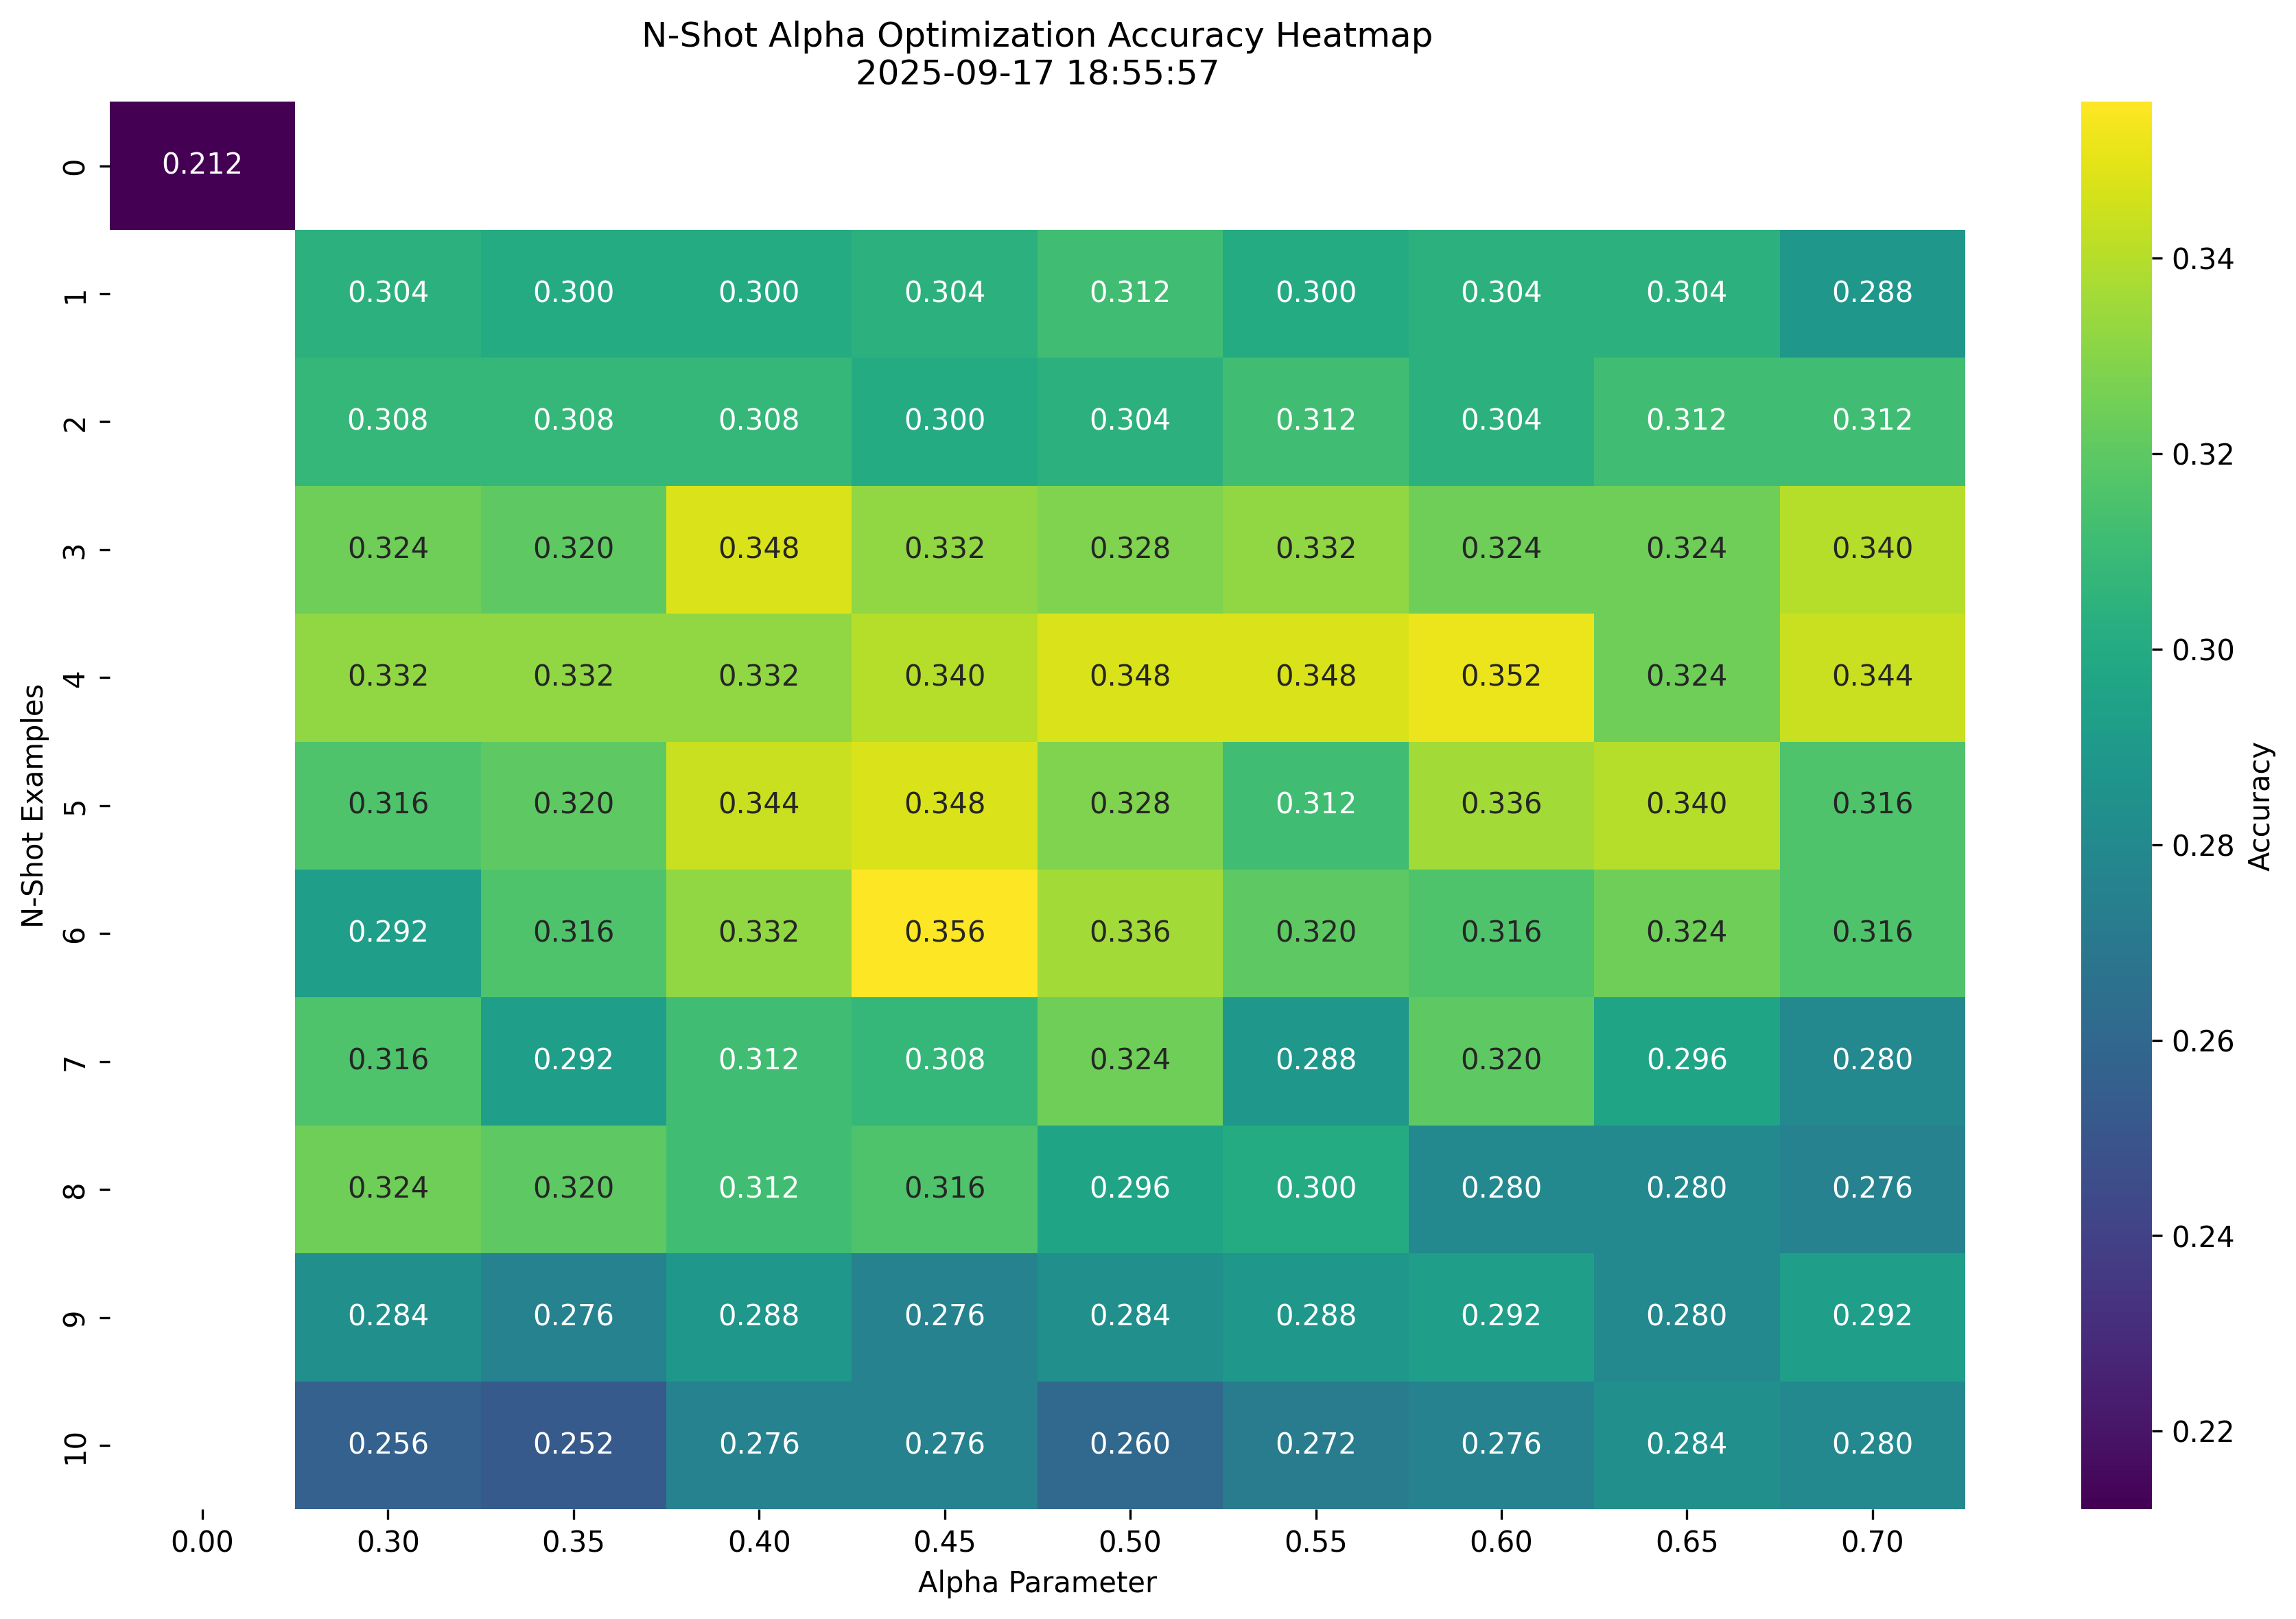 N-Shot Alpha Optimization Accuracy Heatmap
2025-09-17 18:55:57
N-Shot Examples
0 0.212
1 0.304 0.300 0.300 0.304 0.312 0.300 0.304 0.304 0.288
2 0.308 0.308 0.308 0.300 0.304 0.312 0.304 0.312 0.312
3 0.324 0.320 0.348 0.332 0.328 0.332 0.324 0.324 0.340
4 0.332 0.332 0.332 0.340 0.348 0.348 0.352 0.324 0.344
5 0.316 0.320 0.344 0.348 0.328 0.312 0.336 0.340 0.316
6 0.292 0.316 0.332 0.356 0.336 0.320 0.316 0.324 0.316
7 0.316 0.292 0.312 0.308 0.324 0.288 0.320 0.296 0.280
8 0.324 0.320 0.312 0.316 0.296 0.300 0.280 0.280 0.276
9 0.284 0.276 0.288 0.276 0.284 0.288 0.292 0.280 0.292
10 0.256 0.252 0.276 0.276 0.260 0.272 0.276 0.284 0.280
0.00 0.30 0.35 0.40 0.45 0.50 0.55 0.60 0.65 0.70
Alpha Parameter
0.34
0.32
0.30
0.28
0.26
0.24
0.22
Accuracy